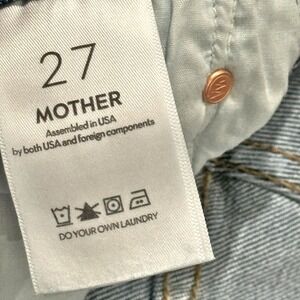 27
MOTHER
Assembled in USA
by both USA and foreign components
DO YOUR OWN LAUNDRY